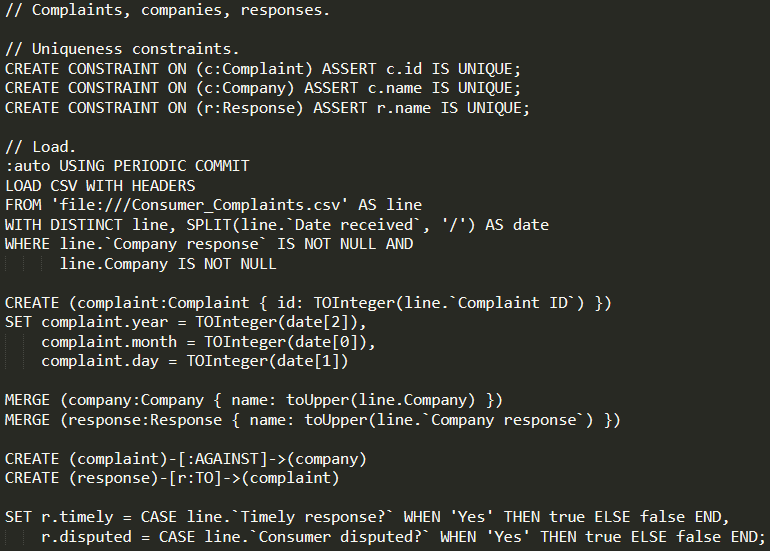 // Complaints, companies, responses.

// Uniqueness constraints.
CREATE CONSTRAINT ON (c:Complaint) ASSERT c.id IS UNIQUE;
CREATE CONSTRAINT ON (c:Company) ASSERT c.name IS UNIQUE;
CREATE CONSTRAINT ON (r:Response) ASSERT r.name IS UNIQUE;

// Load.
:auto USING PERIODIC COMMIT
LOAD CSV WITH HEADERS
FROM 'file:///Consumer_Complaints.csv' AS line
WITH DISTINCT line, SPLIT(line.`Date received`, '/') AS date
WHERE line.`Company response` IS NOT NULL AND
      line.Company IS NOT NULL

CREATE (complaint:Complaint { id: TOInteger(line.`Complaint ID`) })
SET complaint.year = TOInteger(date[2]),
    complaint.month = TOInteger(date[0]),
    complaint.day = TOInteger(date[1])

MERGE (company:Company { name: toUpper(line.Company) })
MERGE (response:Response { name: toUpper(line.`Company response`) })

CREATE (complaint)-[:AGAINST]->(company)
CREATE (response)-[r:TO]->(complaint)

SET r.timely = CASE line.`Timely response?` WHEN 'Yes' THEN true ELSE false END,
    r.disputed = CASE line.`Consumer disputed?` WHEN 'Yes' THEN true ELSE false END;